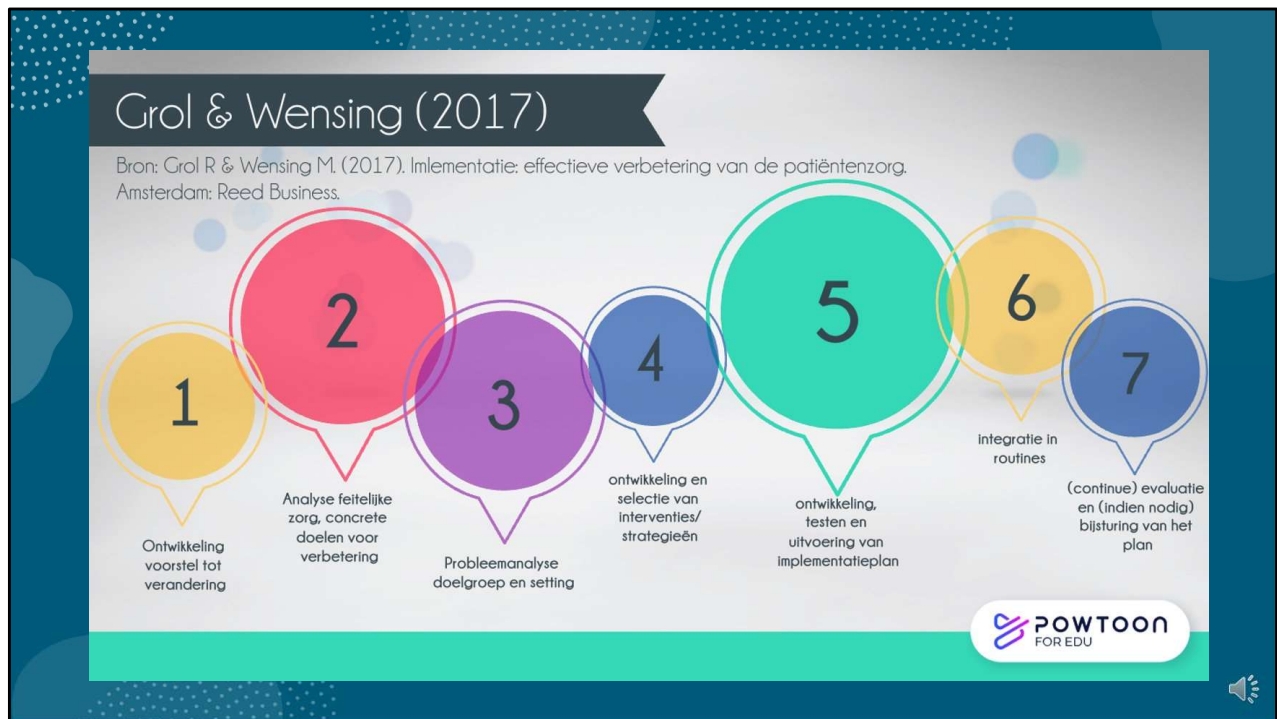 Grol & Wensing (2017)
Bron: Grol R & Wensing M. (2017). Imlementatie: effectieve verbetering van de patiëntenzorg.
Amsterdam: Reed Business.
1
Ontwikkeling
voorstel tot
verandering
2
Analyse feitelijke
zorg, concrete
doelen voor
verbetering
3
Probleemanalyse
doelgroep en setting
4
ontwikkeling en
selectie van
interventies/
strategieën
5
ontwikkeling,
testen en
uitvoering van
implementatieplan
6
integratie in
routines
7
(continue) evaluatie
en (indien nodig)
bijsturing van het
plan
POWTOON
FOR EDU